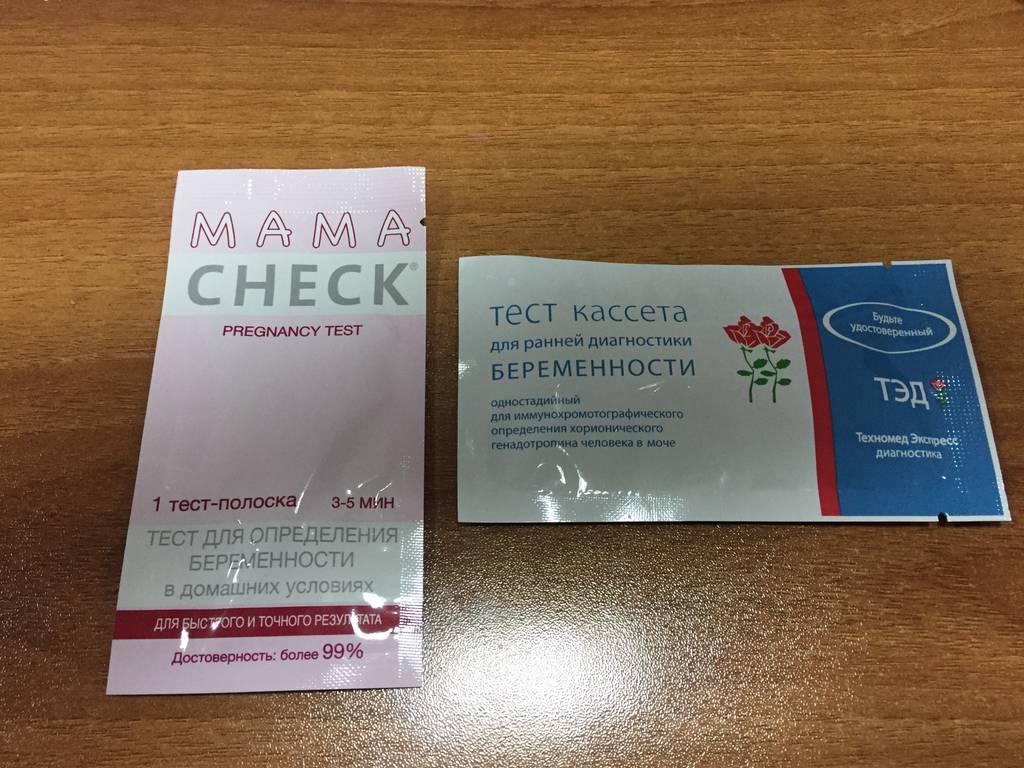 MAMA
CHECK®
PREGNANCY TEST
1 тест-полоска 3-5 МИН
ТЕСТ ДЛЯ ОПРЕДЕЛЕНИЯ
БЕРЕМЕННОСТИ
в домашних условиях
ДЛЯ БЫСТРОГО И ТОЧНОГО РЕЗУЛЬТАТА
Достоверность: более 99%
тест кассета
для ранней диагностики
БЕРЕМЕННОСТИ
одностадийный
для иммунохромотографического
определения хорионического
генадотропина человека в моче
Будьте
удостоверенный
ТЭД
Техномед Экспресс
диагностика